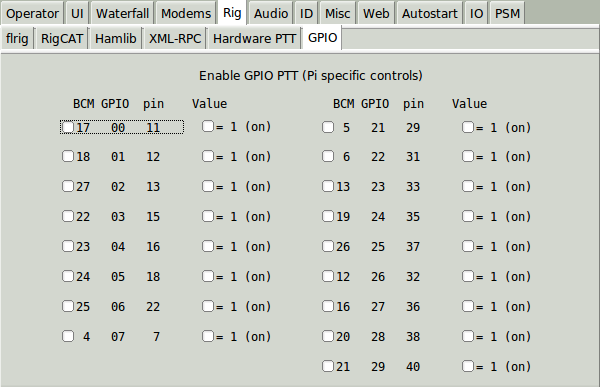 Operator UI Waterfall Modems Rig Audio ID Misc Web Autostart IO PSM
flrig RigCAT Hamlib XML-RPC Hardware PTT GPIO
Enable GPIO PTT (Pi specific controls)
BCM GPIO pin Value BCM GPIO pin Value
17 00 11 = 1 (on) 5 21 29 = 1 (on)
18 01 12 = 1 (on) 6 22 31 = 1 (on)
27 02 13 = 1 (on) 13 23 33 = 1 (on)
22 03 15 = 1 (on) 19 24 35 = 1 (on)
23 04 16 = 1 (on) 26 25 37 = 1 (on)
24 05 18 = 1 (on) 12 26 32 = 1 (on)
25 06 22 = 1 (on) 16 27 36 = 1 (on)
4 07 7 = 1 (on) 20 28 38 = 1 (on)
21 29 40 = 1 (on)